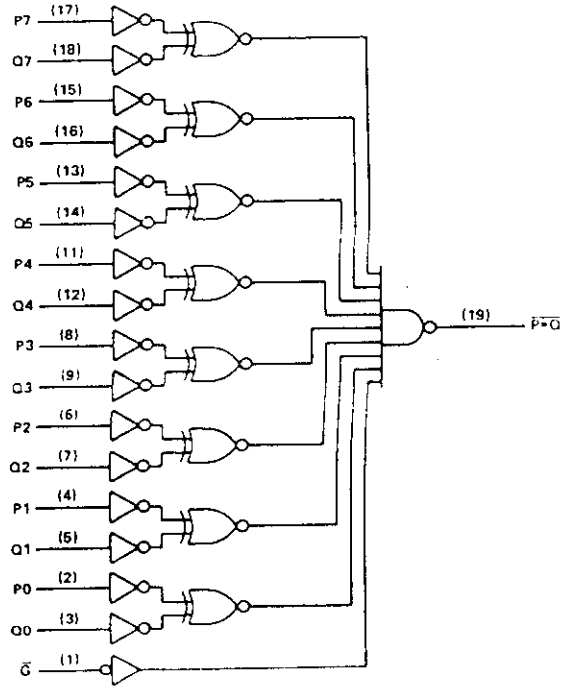 P7 (17)
Q7 (18)
P6 (15)
Q6 (16)
P5 (13)
Q5 (14)
P4 (11)
Q4 (12)
P3 (8)
Q3 (9)
(19) P=Q
P2 (6)
Q2 (7)
P1 (4)
Q1 (5)
P0 (2)
Q0 (3)
G (1)